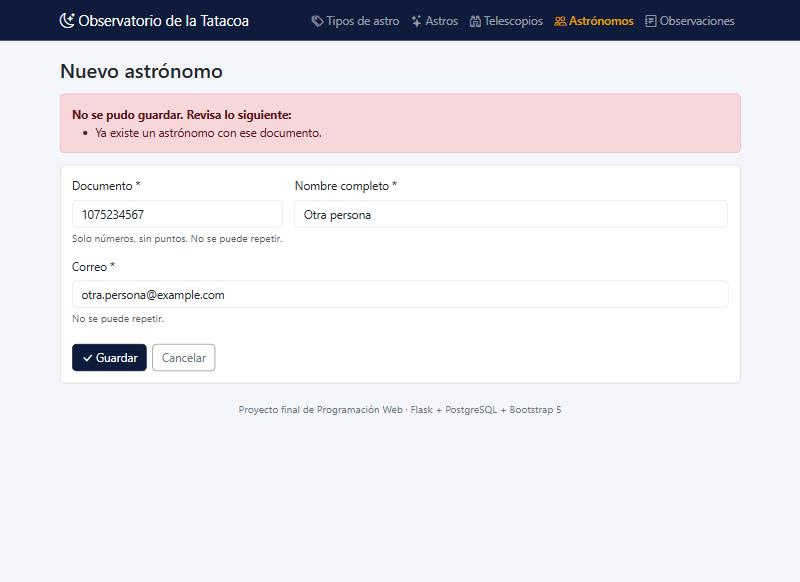 Observatorio de la Tatacoa Tipos de astro Astros Telescopios Astrónomos Observaciones
Nuevo astrónomo
No se pudo guardar. Revisa lo siguiente:
• Ya existe un astrónomo con ese documento.
Documento * Nombre completo *
1075234567 Otra persona
Solo números, sin puntos. No se puede repetir.
Correo *
otra.persona@example.com
No se puede repetir.
Guardar Cancelar
Proyecto final de Programación Web · Flask + PostgreSQL + Bootstrap 5